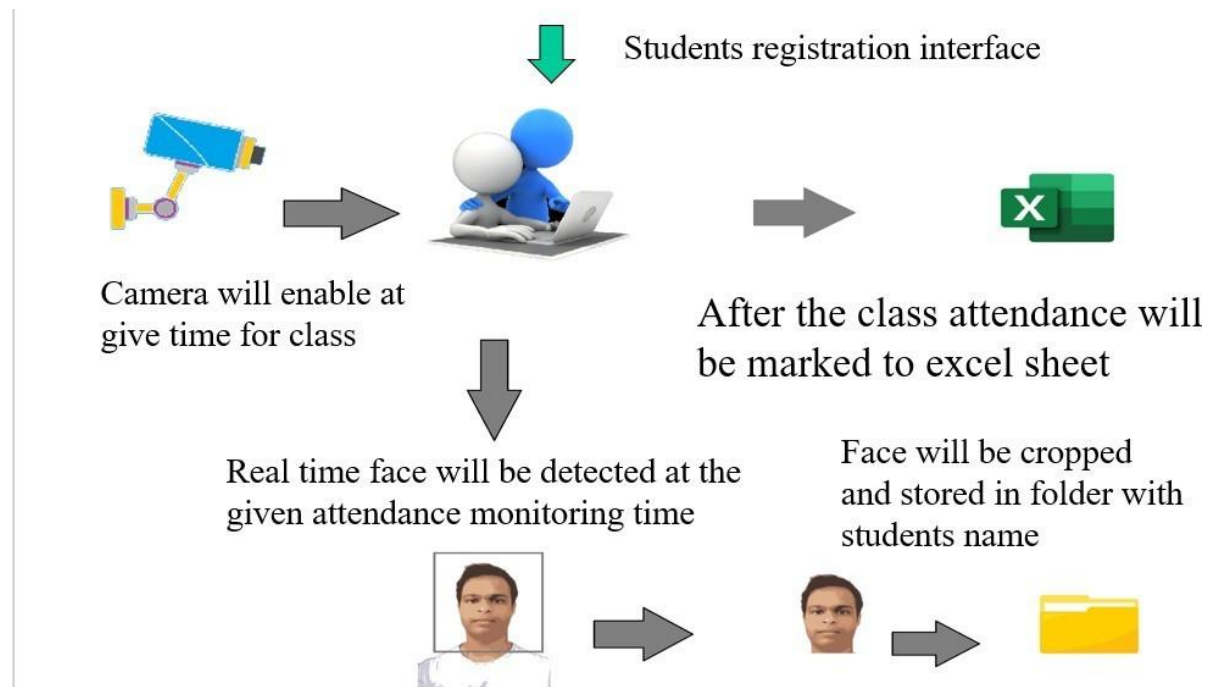 Students registration interface
Camera will enable at
give time for class
X
After the class attendance will
be marked to excel sheet
Real time face will be detected at the
given attendance monitoring time
Face will be cropped
and stored in folder with
students name